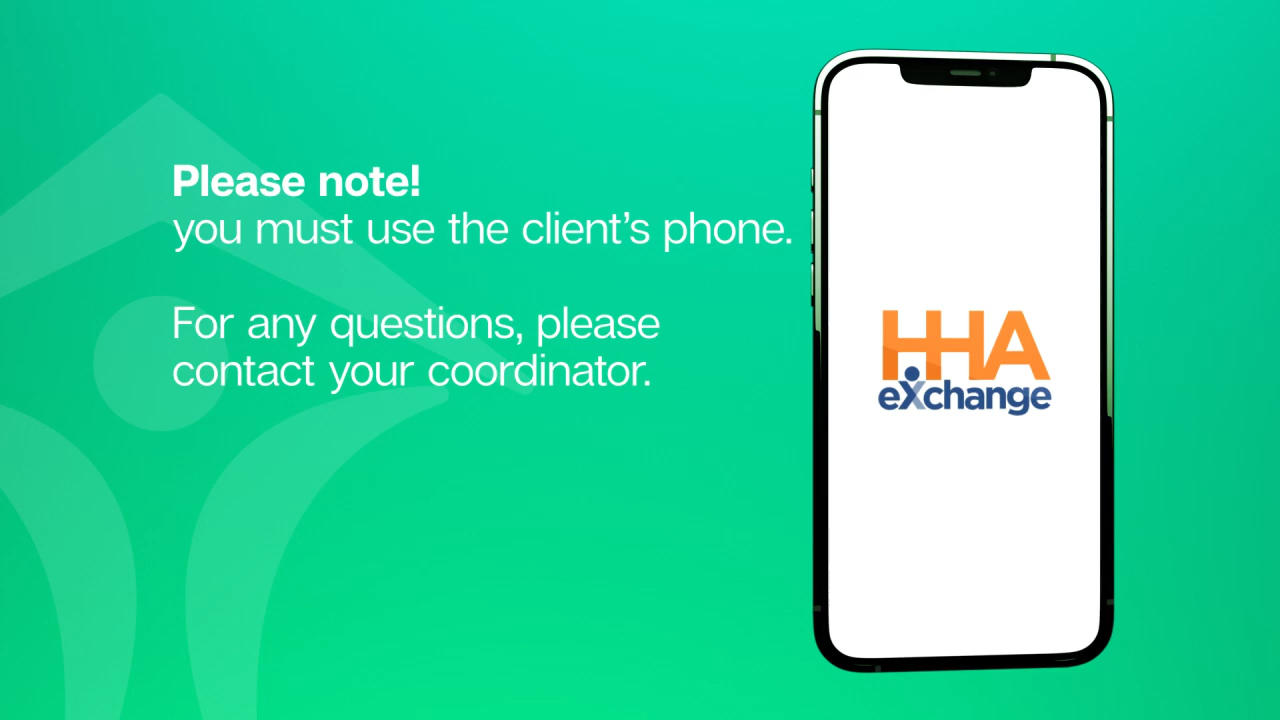 Please note!
you must use the client’s phone.
For any questions, please
contact your coordinator.
HHA
eXchange